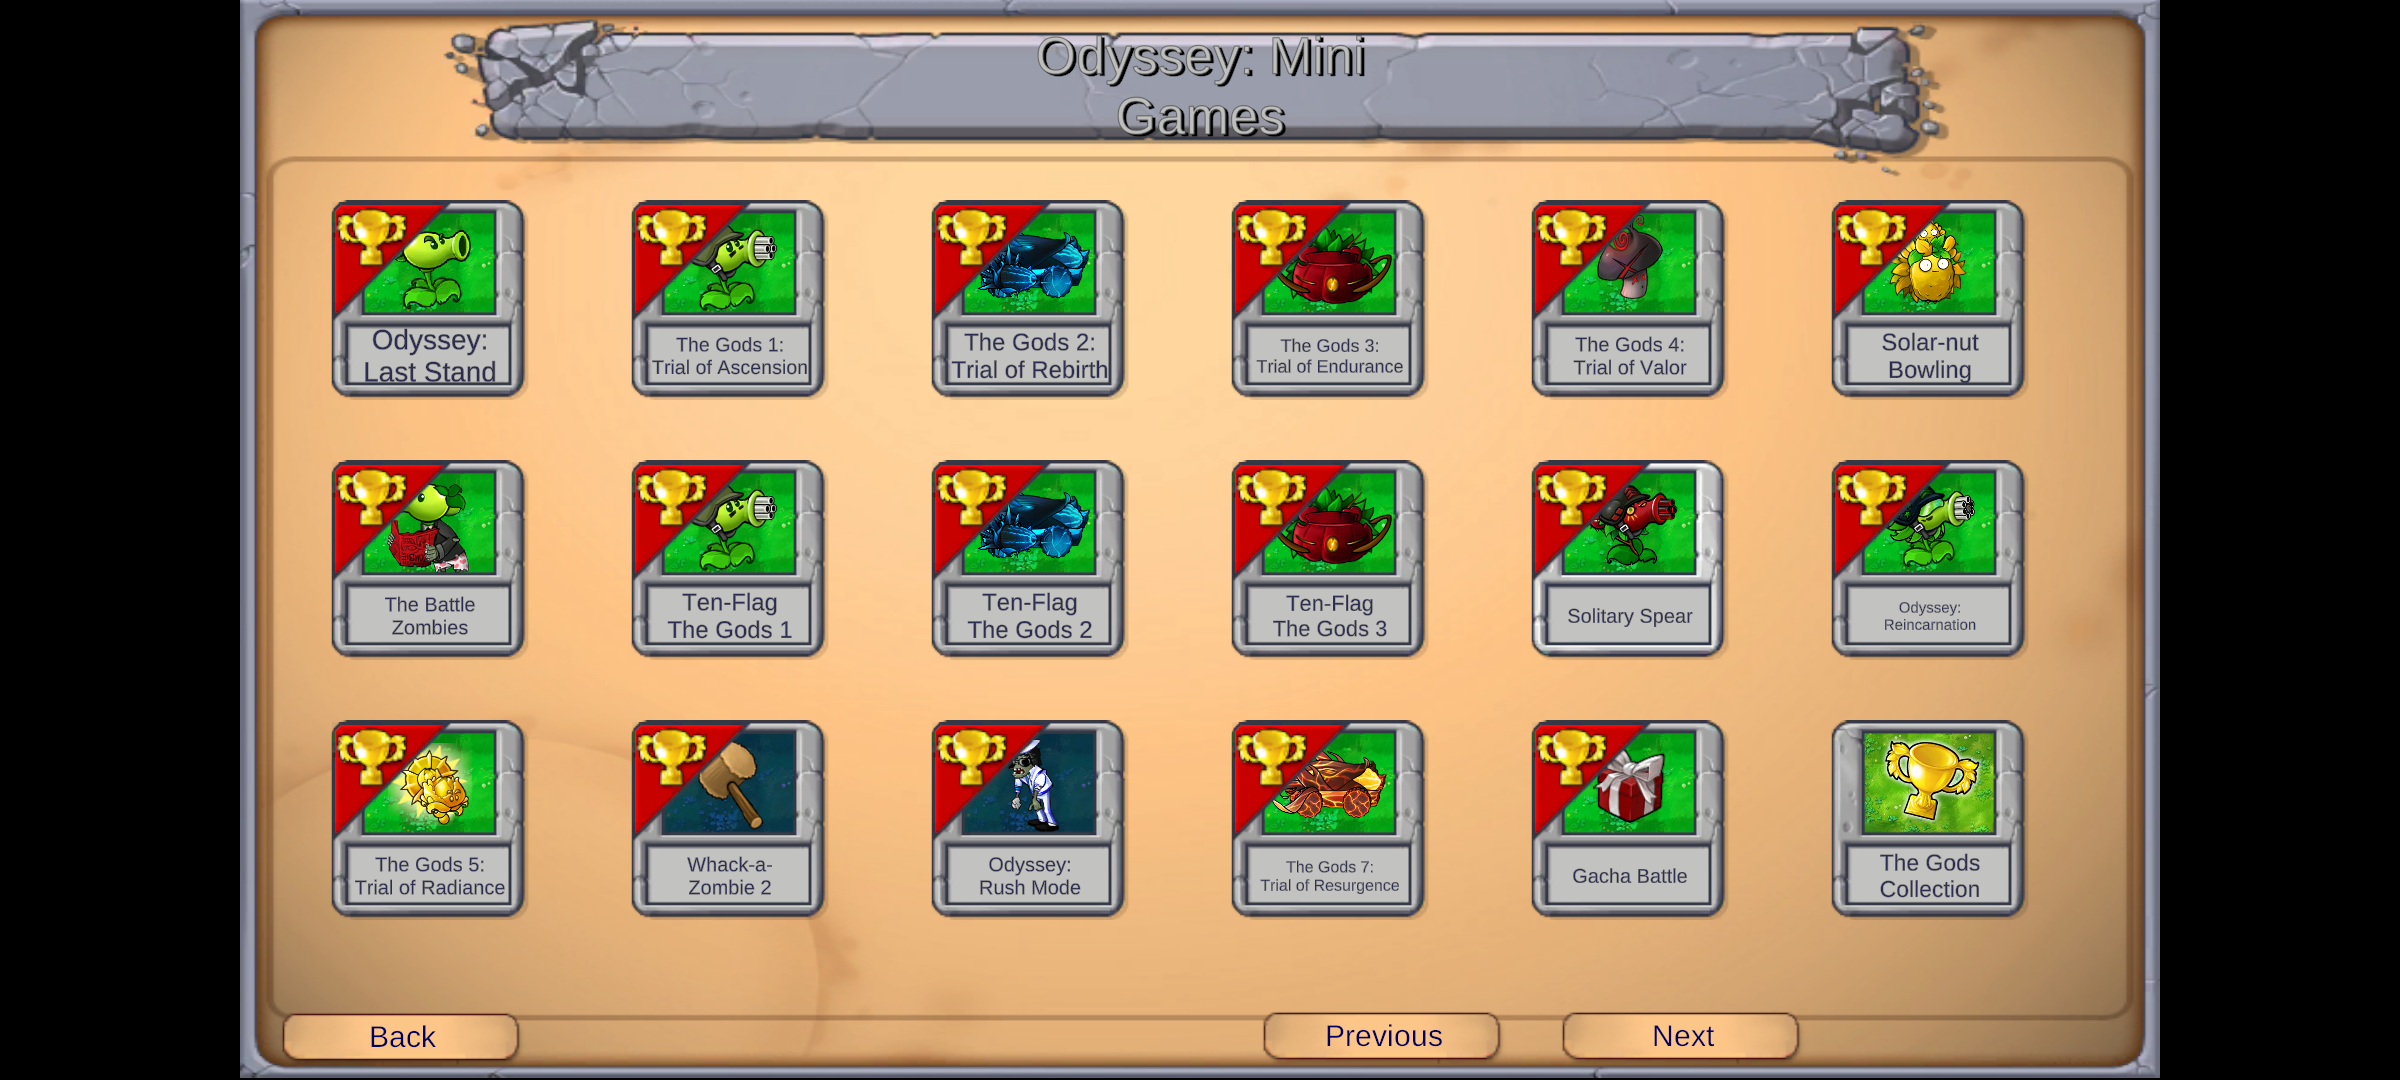 Odyssey: Mini
Games
Odyssey:
Last Stand
The Gods 1:
Trial of Ascension
The Gods 2:
Trial of Rebirth
The Gods 3:
Trial of Endurance
The Gods 4:
Trial of Valor
Solar-nut
Bowling
The Battle
Zombies
Ten-Flag
The Gods 1
Ten-Flag
The Gods 2
Ten-Flag
The Gods 3
Solitary Spear
Odyssey:
Reincarnation
The Gods 5:
Trial of Radiance
Whack-a-
Zombie 2
Odyssey:
Rush Mode
The Gods 7:
Trial of Resurgence
Gacha Battle
The Gods
Collection
Back
Previous
Next